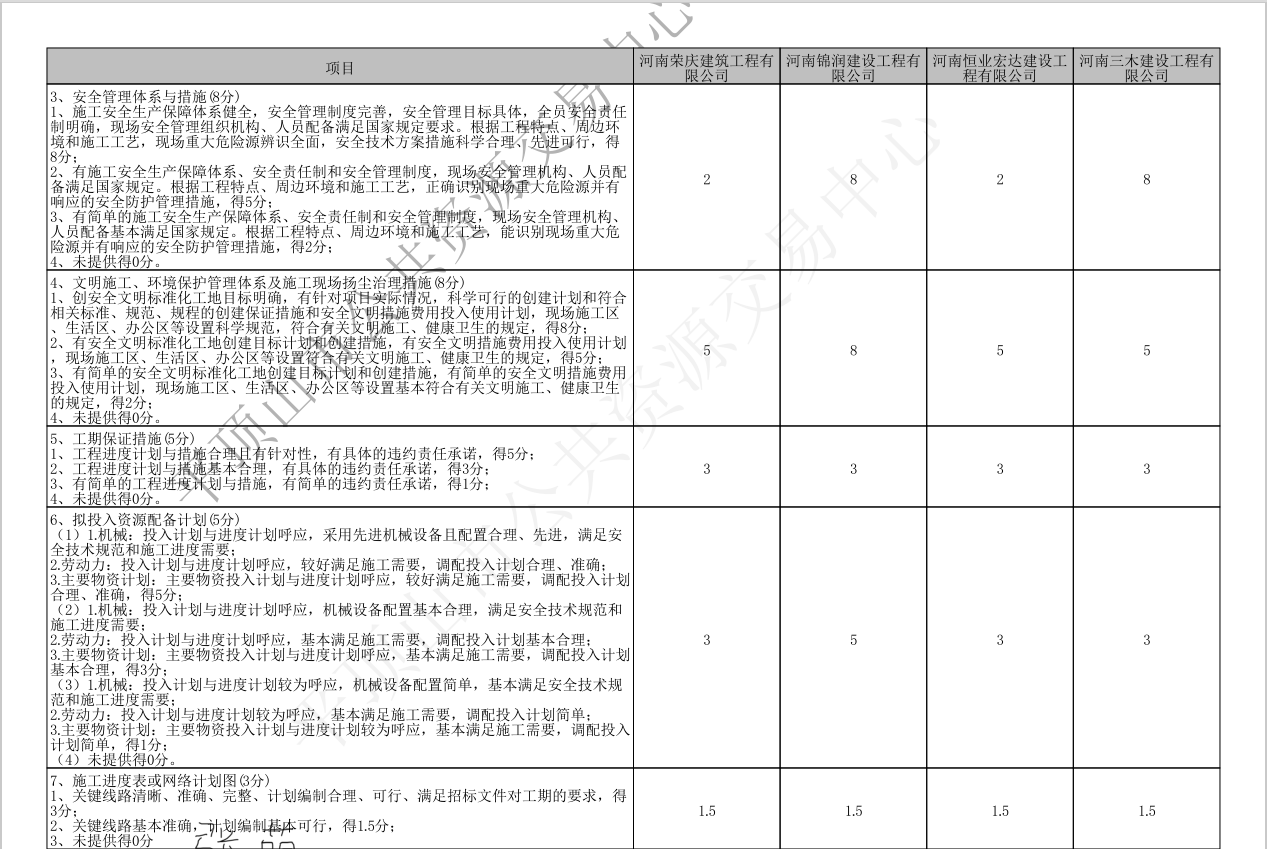 项目
河南荣庆建筑工程有
限公司
河南锦润建设工程有
限公司
河南恒业宏达建设工
程有限公司
河南三木建设工程有
限公司
3、安全管理体系与措施(8分)
1、施工安全生产保障体系健全，安全管理制度完善，安全管理目标具体，全员安全责任
制明确，现场安全管理组织机构、人员配备满足国家规定要求。根据工程特点、周边环
境和施工工艺，现场重大危险源辨识全面，安全技术方案措施科学合理、先进可行，得
8分；
2、有施工安全生产保障体系、安全责任制和安全管理制度，现场安全管理机构、人员配
备满足国家规定。根据工程特点、周边环境和施工工艺，正确识别现场重大危险源并有
响应的安全防护管理措施，得5分；
3、有简单的施工安全生产保障体系、安全责任制和安全管理制度，现场安全管理机构、
人员配备基本满足国家规定。根据工程特点、周边环境和施工工艺，能识别现场重大危
险源并有响应的安全防护管理措施，得2分；
4、未提供得0分。
2
8
2
8
4、文明施工、环境保护管理体系及施工现场扬尘治理措施(8分)
1、创安全文明标准化工地目标明确，有针对项目实际情况，科学可行的创建计划和符合
相关标准、规范、规程的创建保证措施和安全文明措施费用投入使用计划，现场施工区
、生活区、办公区等设置科学规范，符合有关文明施工、健康卫生的规定，得8分；
2、有安全文明标准化工地创建目标计划和创建措施，有安全文明措施费用投入使用计划
，现场施工区、生活区、办公区等设置符合有关文明施工、健康卫生的规定，得5分；
3、有简单的安全文明标准化工地创建目标计划和创建措施，有简单的安全文明措施费用
投入使用计划，现场施工区、生活区、办公区等设置基本符合有关文明施工、健康卫生
的规定，得2分；
4、未提供得0分。
5
8
5
5
5、工期保证措施(5分)
1、工程进度计划与措施合理且有针对性，有具体的违约责任承诺，得5分；
2、工程进度计划与措施基本合理，有具体的违约责任承诺，得3分；
3、有简单的工程进度计划与措施，有简单的违约责任承诺，得1分；
4、未提供得0分。
3
3
3
3
6、拟投入资源配备计划(5分)
（1）1.机械：投入计划与进度计划呼应，采用先进机械设备且配置合理、先进，满足安
全技术规范和施工进度需要；
2.劳动力：投入计划与进度计划呼应，较好满足施工需要，调配投入计划合理、准确；
3.主要物资计划：主要物资投入计划与进度计划呼应，较好满足施工需要，调配投入计划
合理、准确，得5分；
（2）1.机械：投入计划与进度计划呼应，机械设备配置基本合理，满足安全技术规范和
施工进度需要；
2.劳动力：投入计划与进度计划呼应，基本满足施工需要，调配投入计划基本合理；
3.主要物资计划：主要物资投入计划与进度计划呼应，基本满足施工需要，调配投入计划
基本合理，得3分；
（3）1.机械：投入计划与进度计划较为呼应，机械设备配置简单，基本满足安全技术规
范和施工进度需要；
2.劳动力：投入计划与进度计划较为呼应，基本满足施工需要，调配投入计划简单；
3.主要物资计划：主要物资投入计划与进度计划较为呼应，基本满足施工需要，调配投入
计划简单，得1分；
（4）未提供得0分。
3
5
3
3
7、施工进度表或网络计划图(3分)
1、关键线路清晰、准确、完整、计划编制合理、可行、满足招标文件对工期的要求，得
3分；
2、关键线路基本准确，计划编制基本可行，得1.5分；
3、未提供得0分
1.5
1.5
1.5
1.5
平顶山市公共资源交易中心
平顶山市公共资源交易中心